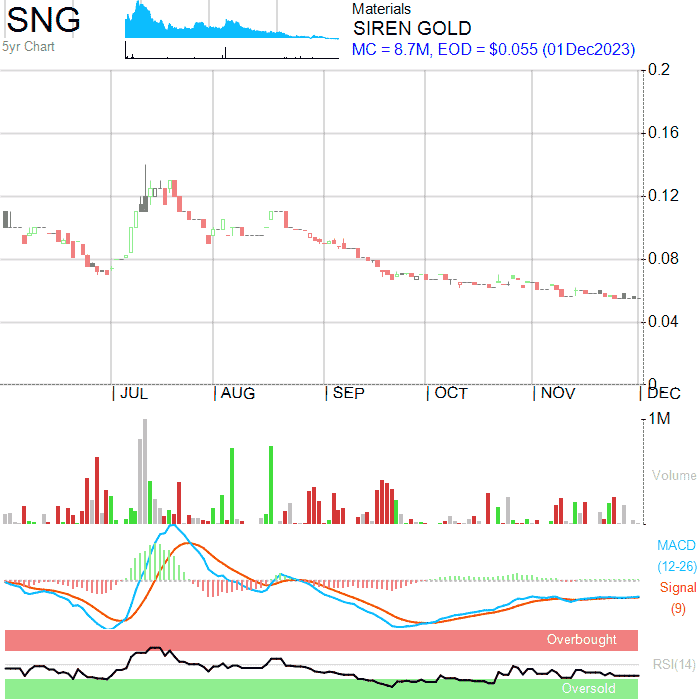 SNG
5yr Chart
Materials
SIREN GOLD
MC = 8.7M, EOD = $0.055 (01Dec2023)
0.2
0.16
0.12
0.08
0.04
0
JUL AUG SEP OCT NOV DEC
1M
Volume
MACD
(12-26)
Signal
(9)
Overbought
RSI(14)
Oversold